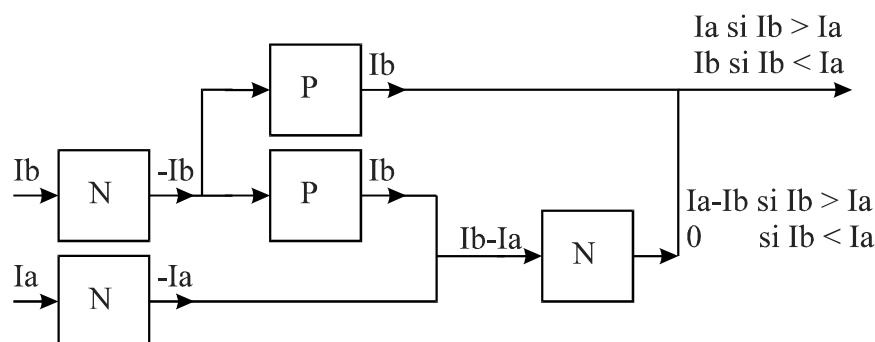 Ia si Ib > Ia
Ib si Ib < Ia
P
Ib
Ib
N
-Ib
P
Ib
Ia-Ib si Ib > Ia
0 si Ib < Ia
Ib-Ia
N
Ia
N
-Ia